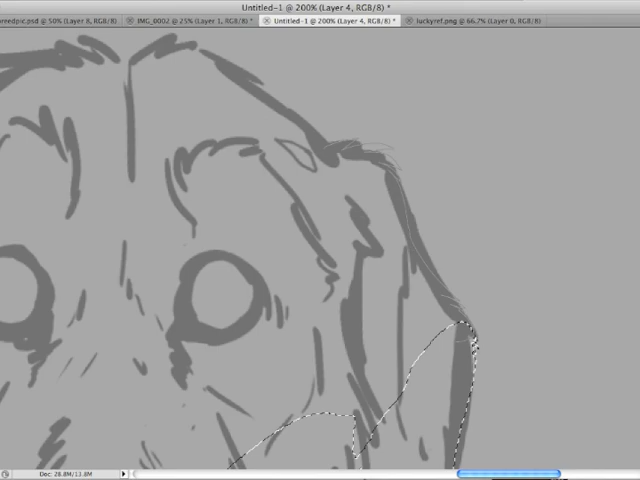 Untitled-1 @ 200% (Layer 4, RGB/8) *
reedpic.psd @ 50% (Layer 8, RGB/8) IMG_0002 @ 25% (Layer 1, RGB/8) * Untitled-1 @ 200% (Layer 4, RGB/8) * luckyref.png @ 66.7% (Layer 0, RGB/8)
Doc: 28.8M/13.8M